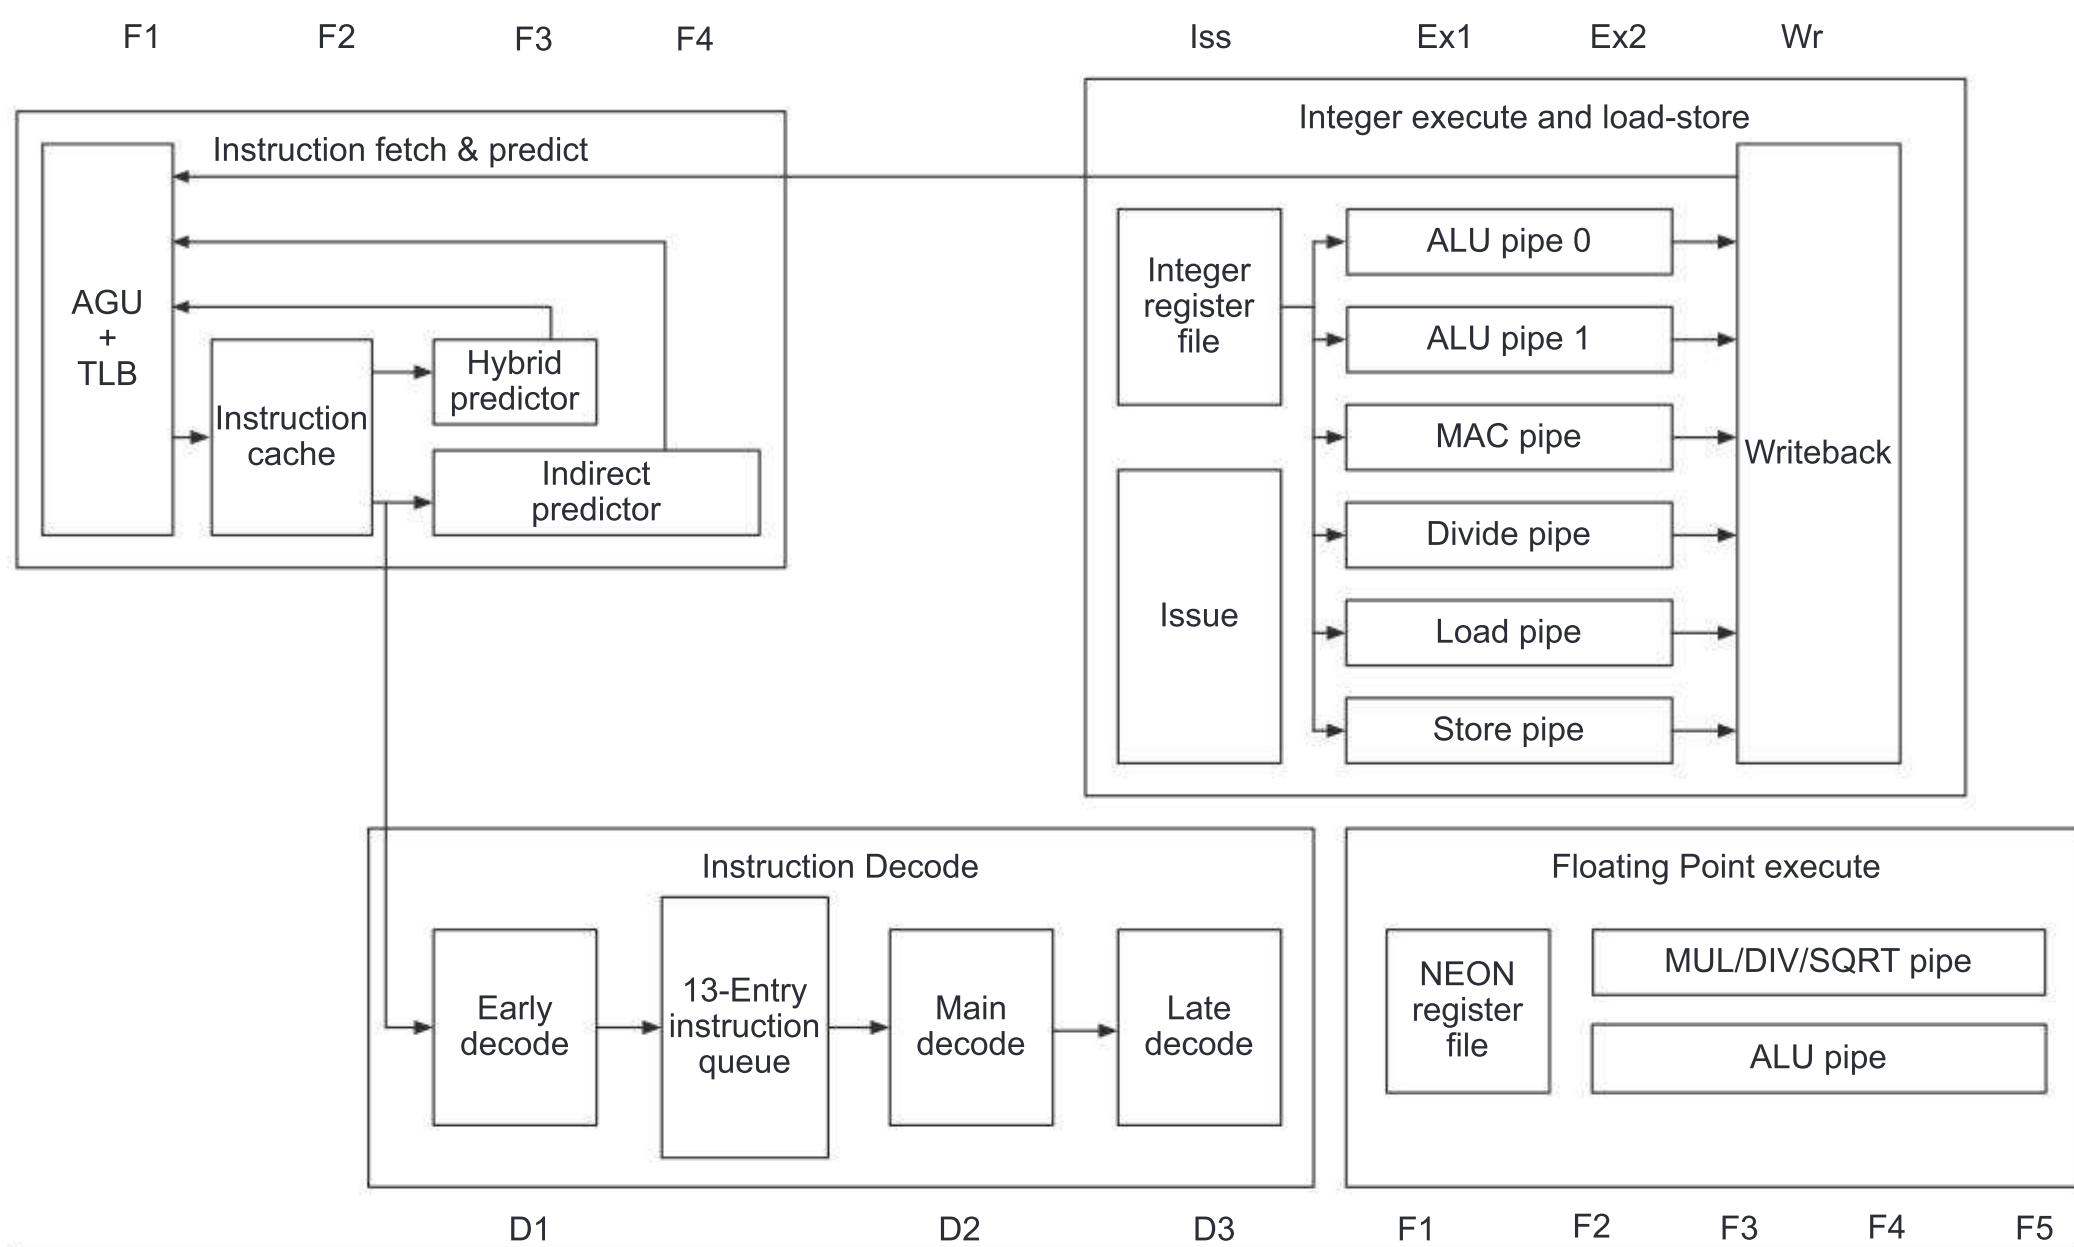 F1 F2 F3 F4 Iss Ex1 Ex2 Wr
Instruction fetch & predict
AGU
+
TLB
Instruction
cache
Hybrid
predictor
Indirect
predictor
Integer execute and load-store
Integer
register
file
Issue
ALU pipe 0
ALU pipe 1
MAC pipe
Divide pipe
Load pipe
Store pipe
Writeback
Instruction Decode
Early
decode
13-Entry
instruction
queue
Main
decode
Late
decode
Floating Point execute
NEON
register
file
MUL/DIV/SQRT pipe
ALU pipe
D1 D2 D3 F1 F2 F3 F4 F5